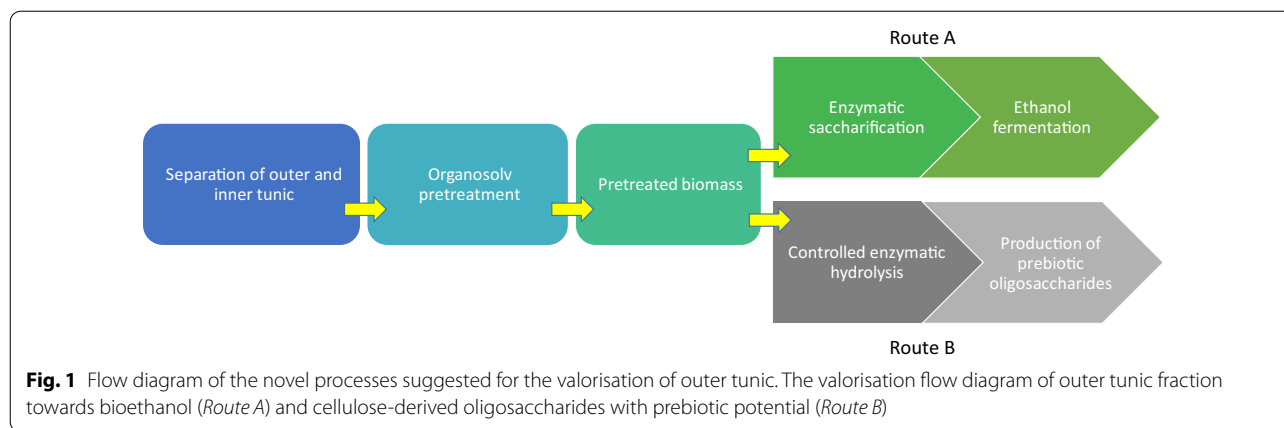 Route A
Separation of outer and
inner tunic
Organosolv
pretreatment
Pretreated biomass
Enzymatic
saccharification
Ethanol
fermentation
Controlled enzymatic
hydrolysis
Production of
prebiotic
oligosaccharides
Route B
Fig. 1 Flow diagram of the novel processes suggested for the valorisation of outer tunic. The valorisation flow diagram of outer tunic fraction
towards bioethanol (Route A) and cellulose-derived oligosaccharides with prebiotic potential (Route B)